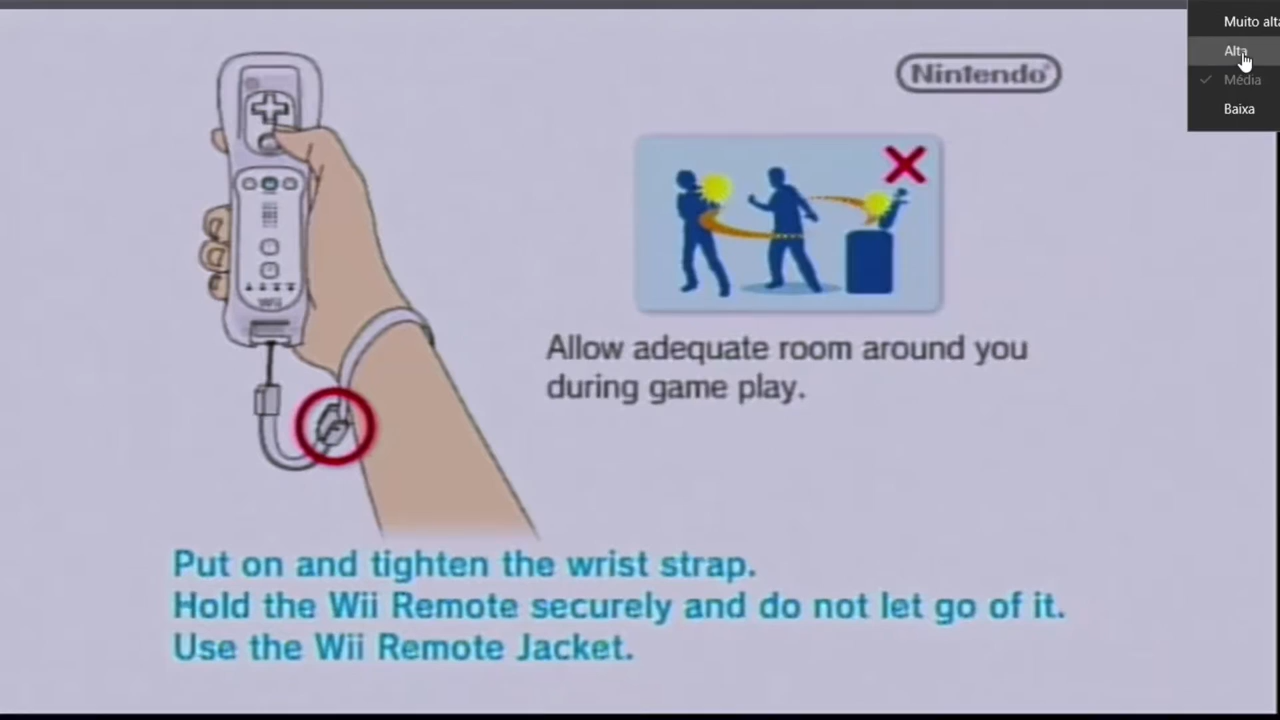 Muito alta
Alta
Média
Baixa
Nintendo
Wii
Allow adequate room around you
during game play.
Put on and tighten the wrist strap.
Hold the Wii Remote securely and do not let go of it.
Use the Wii Remote Jacket.